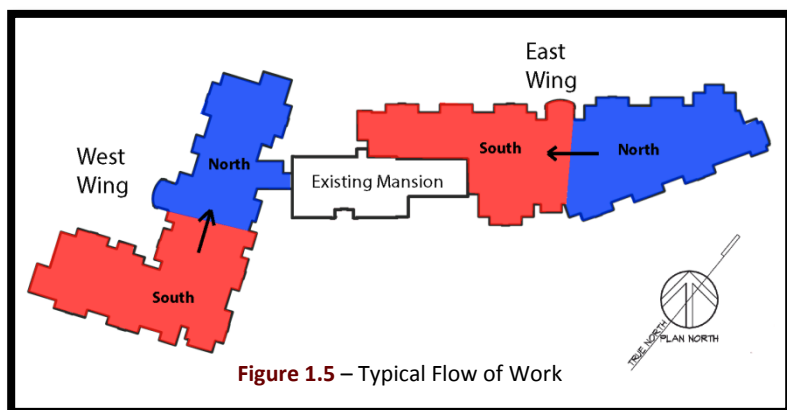 East
Wing
West
Wing
North
South
North
Existing Mansion
South
TRUE NORTH
PLAN NORTH
Figure 1.5 – Typical Flow of Work